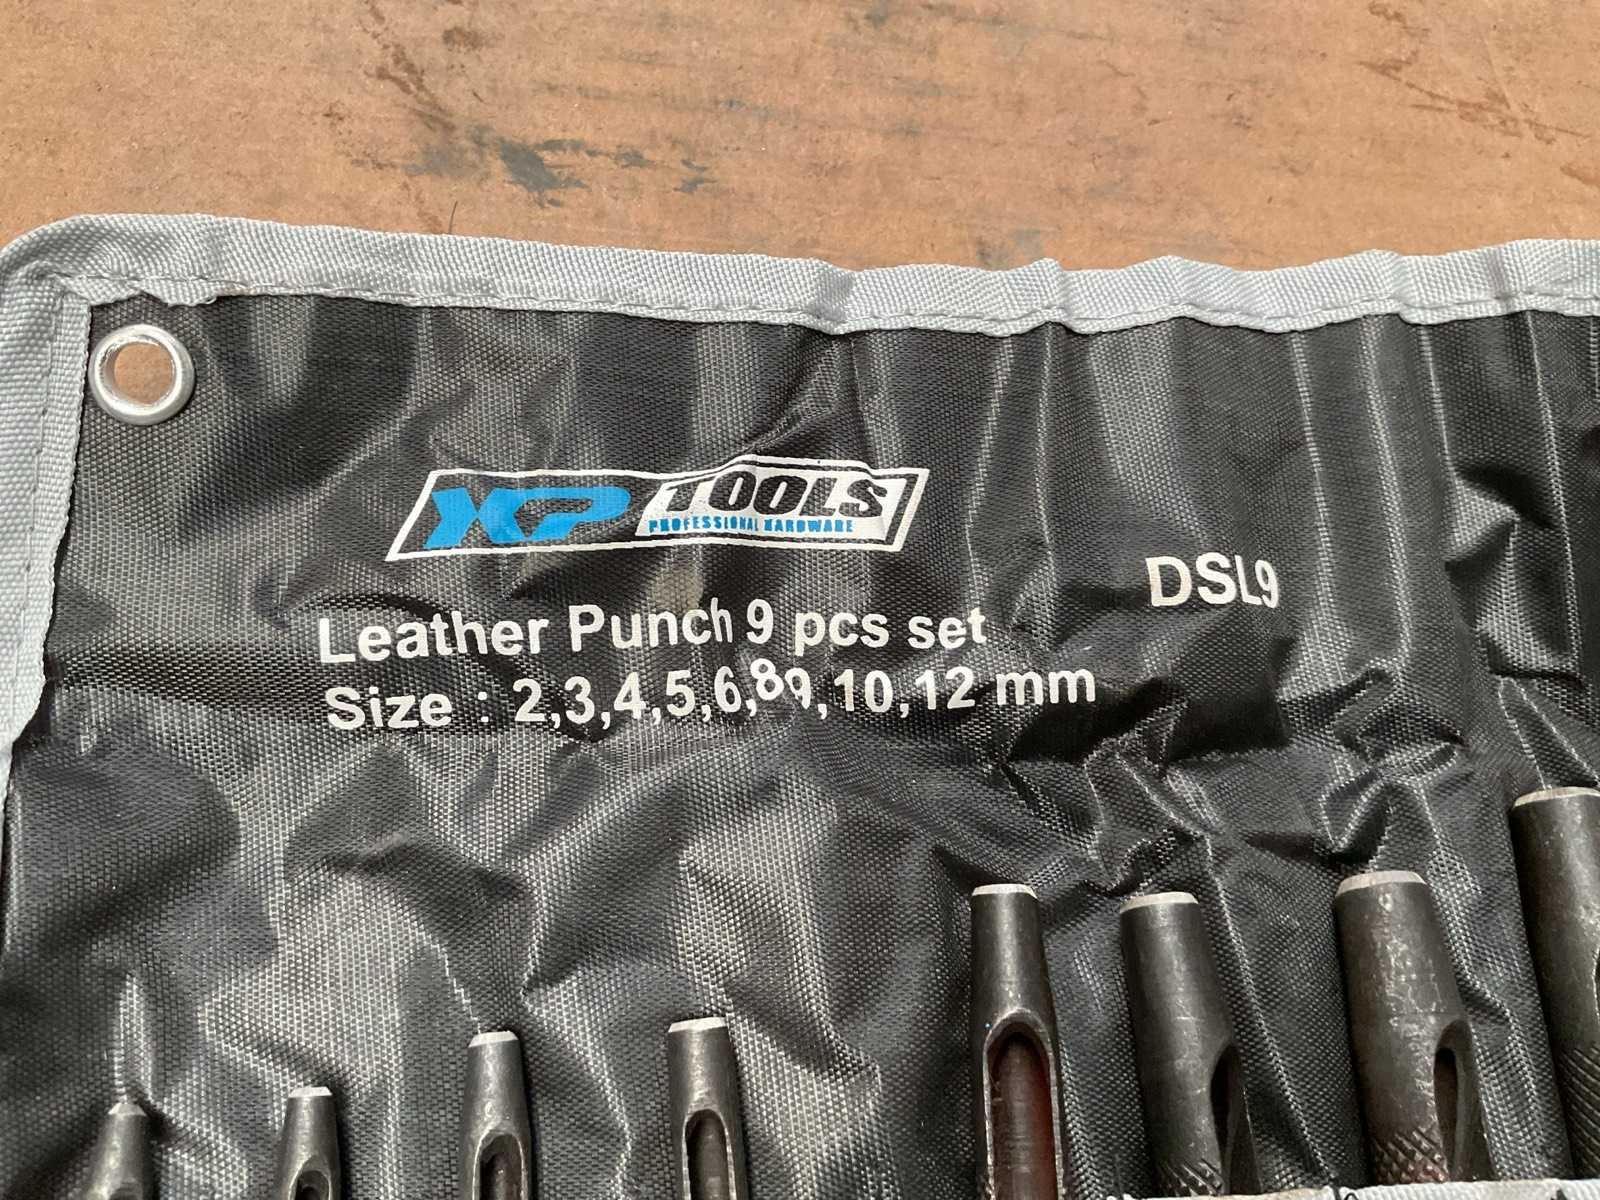 XP TOOLS
PROFESSIONAL HARDWARE
DSL9
Leather Punch 9 pcs set
Size : 2,3,4,5,6,8,9,10,12 mm